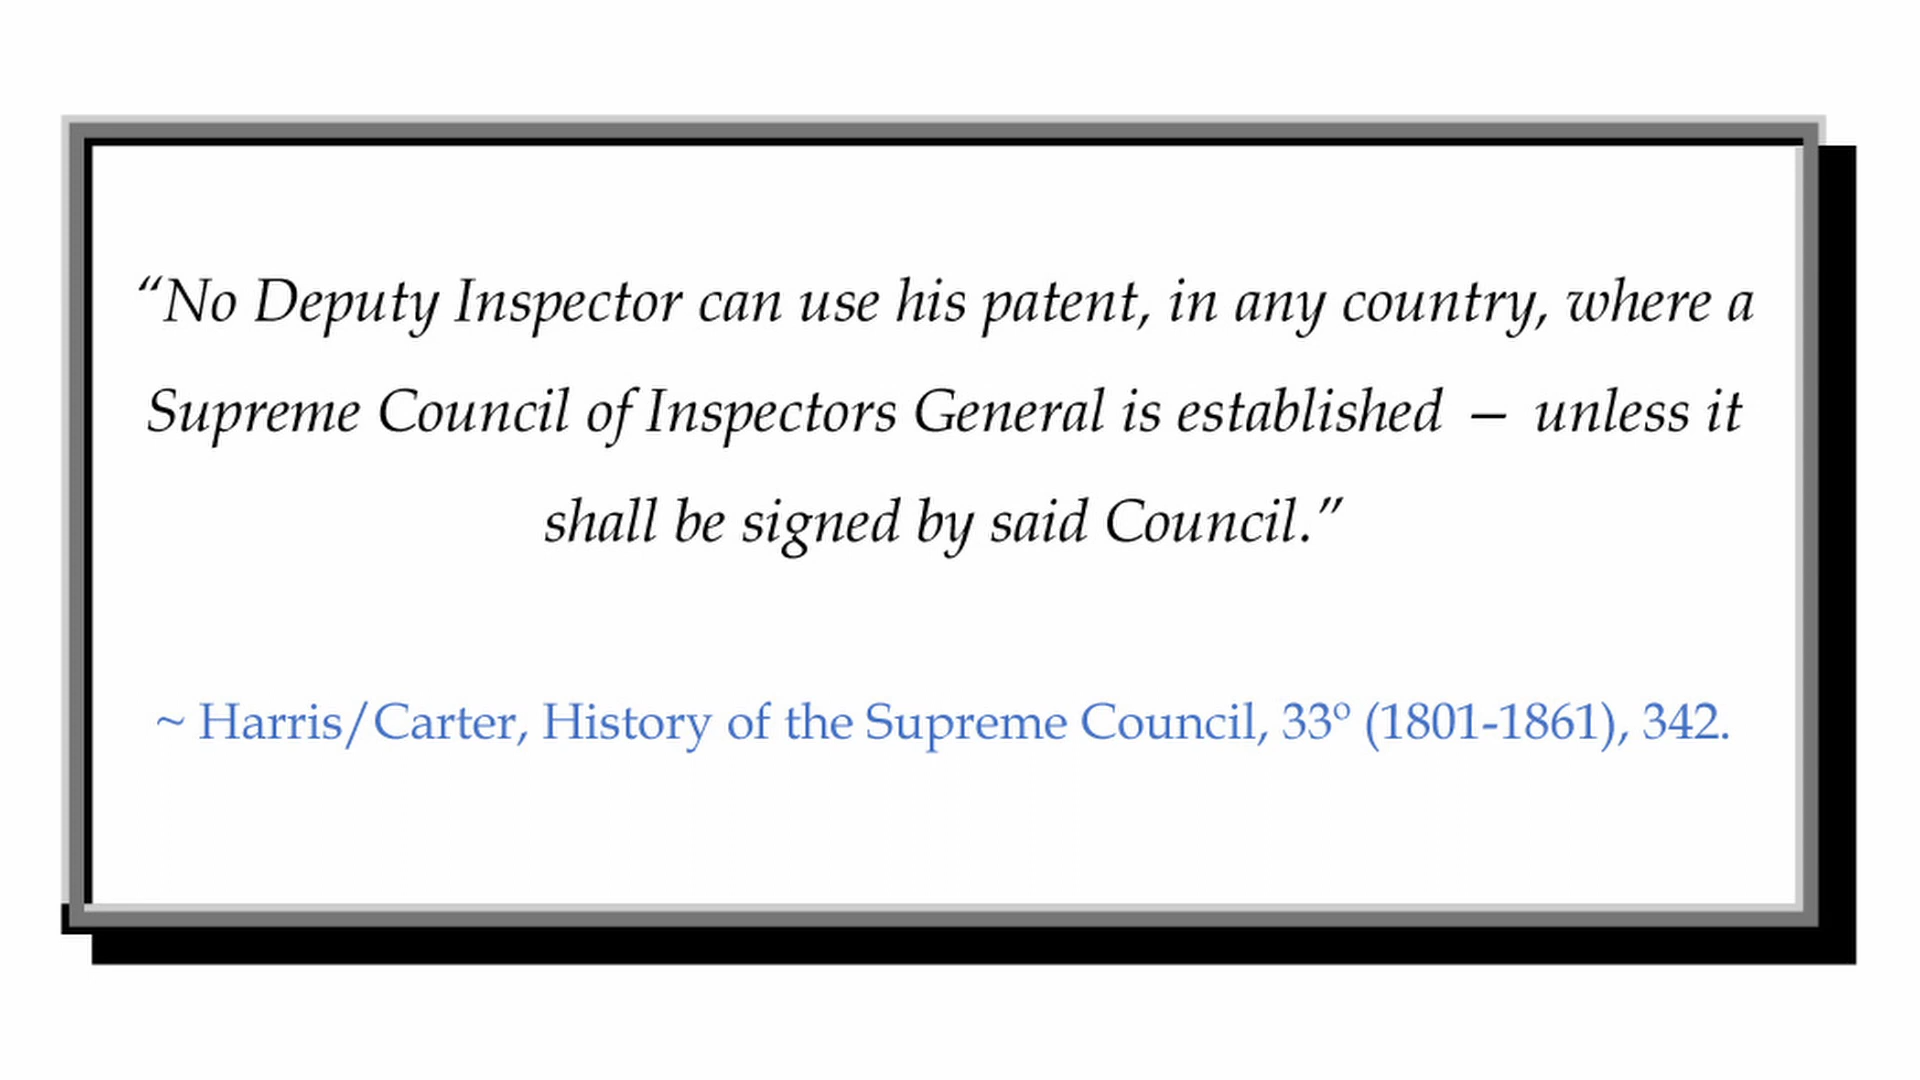 “No Deputy Inspector can use his patent, in any country, where a
Supreme Council of Inspectors General is established — unless it
shall be signed by said Council.”
~ Harris/Carter, History of the Supreme Council, 33º (1801-1861), 342.